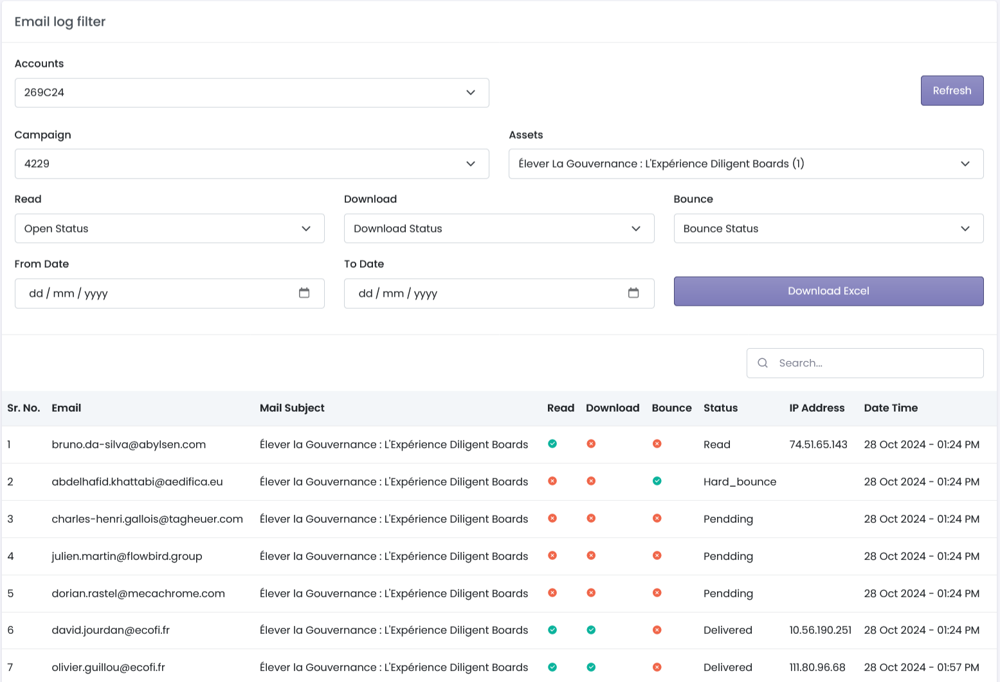 Email log filter
Accounts
269C24
Refresh
Campaign Assets
4229 Élever La Gouvernance : L'Expérience Diligent Boards (1)
Read Download Bounce
Open Status Download Status Bounce Status
From Date To Date
dd / mm / yyyy dd / mm / yyyy Download Excel
Search...
Sr. No. Email Mail Subject Read Download Bounce Status IP Address Date Time
1 bruno.da-silva@abylsen.com Élever la Gouvernance : L'Expérience Diligent Boards Read 74.51.65.143 28 Oct 2024 - 01:24 PM
2 abdelhafid.khattabi@aedifica.eu Élever la Gouvernance : L'Expérience Diligent Boards Hard_bounce 28 Oct 2024 - 01:24 PM
3 charles-henri.gallois@tagheuer.com Élever la Gouvernance : L'Expérience Diligent Boards Pendding 28 Oct 2024 - 01:24 PM
4 julien.martin@flowbird.group Élever la Gouvernance : L'Expérience Diligent Boards Pendding 28 Oct 2024 - 01:24 PM
5 dorian.rastel@mecachrome.com Élever la Gouvernance : L'Expérience Diligent Boards Pendding 28 Oct 2024 - 01:24 PM
6 david.jourdan@ecofi.fr Élever la Gouvernance : L'Expérience Diligent Boards Delivered 10.56.190.251 28 Oct 2024 - 01:24 PM
7 olivier.guillou@ecofi.fr Élever la Gouvernance : L'Expérience Diligent Boards Delivered 111.80.96.68 28 Oct 2024 - 01:57 PM